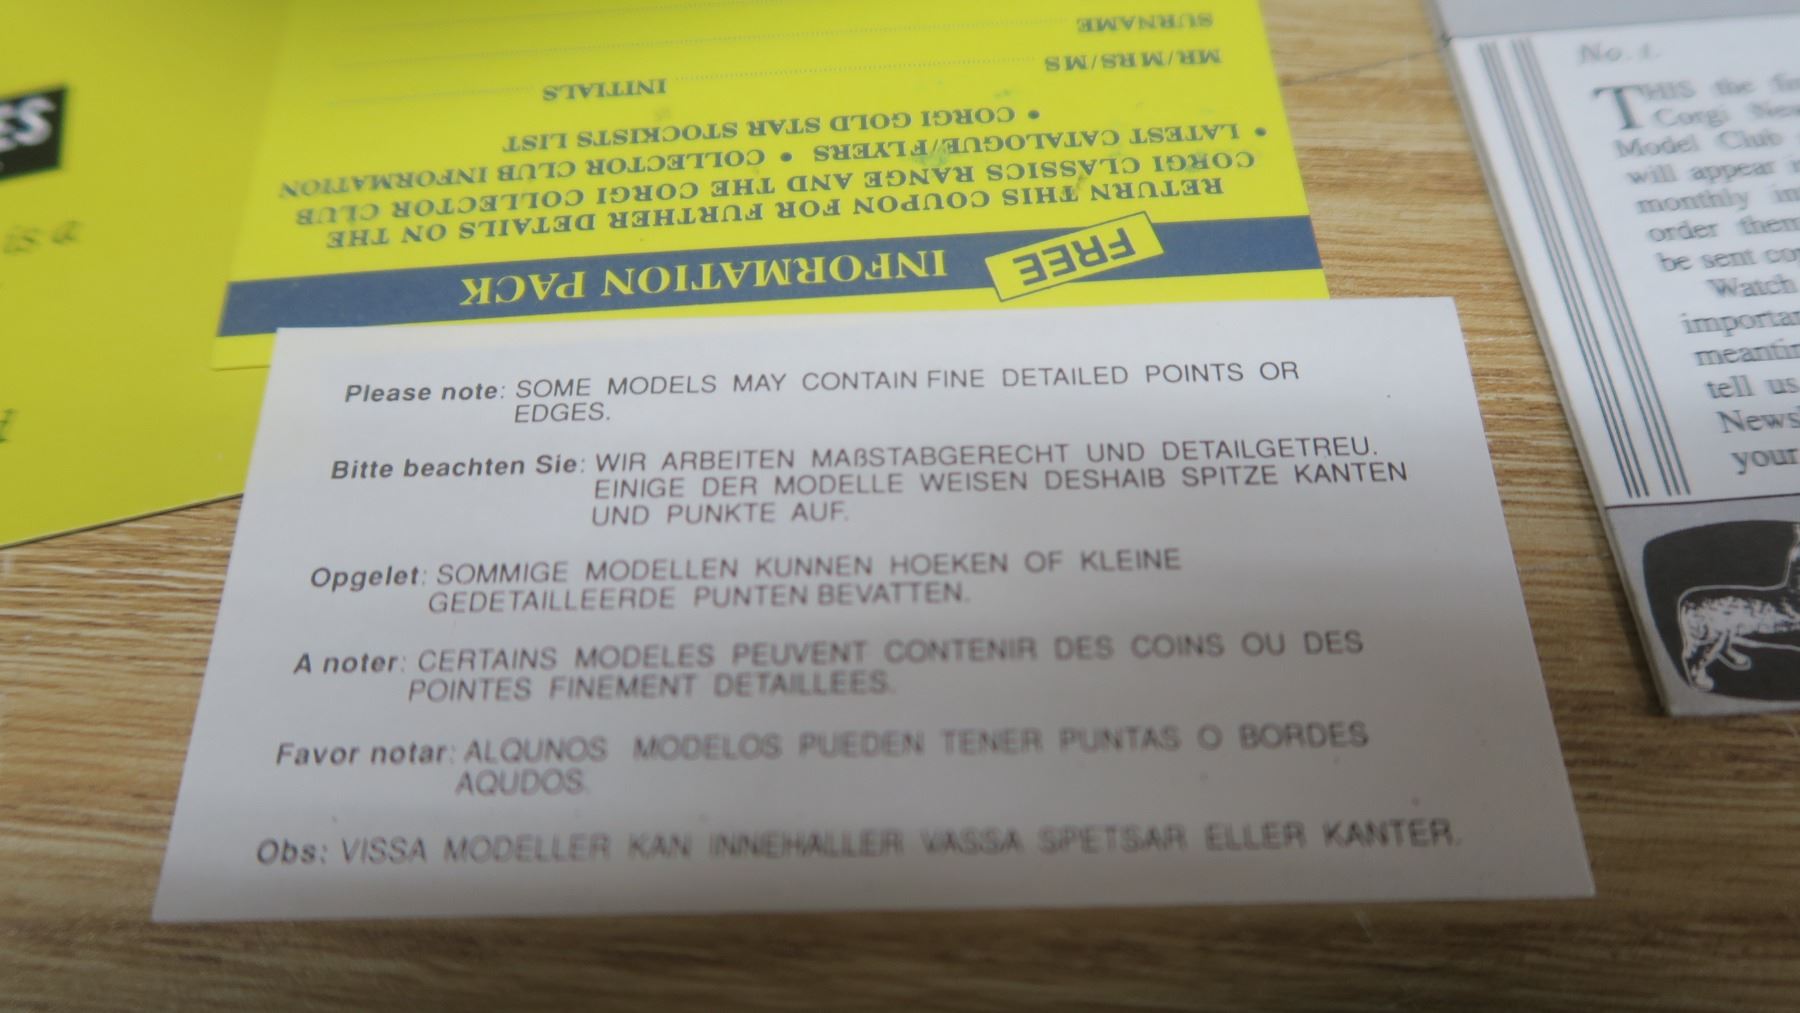 ES
is a
SURNAME
MR/MRS/MS
INITIALS
• CORGI GOLD STAR STOCKISTS LIST
• LATEST CATALOGUE/FLYERS • COLLECTOR CLUB INFORMATION
CORGI CLASSICS RANGE AND THE CORGI COLLECTOR CLUB
RETURN THIS COUPON FOR FURTHER DETAILS ON THE
FREE INFORMATION PACK
Please note: SOME MODELS MAY CONTAIN FINE DETAILED POINTS OR
EDGES.
Bitte beachten Sie: WIR ARBEITEN MAßSTABGERECHT UND DETAILGETREU.
EINIGE DER MODELLE WEISEN DESHAIB SPITZE KANTEN
UND PUNKTE AUF.
Opgelet: SOMMIGE MODELLEN KUNNEN HOEKEN OF KLEINE
GEDETAILLEERDE PUNTEN BEVATTEN.
A noter: CERTAINS MODELES PEUVENT CONTENIR DES COINS OU DES
POINTES FINEMENT DETAILLEES.
Favor notar: ALQUNOS MODELOS PUEDEN TENER PUNTAS O BORDES
AQUDOS.
Obs: VISSA MODELLER KAN INNEHALLER VASSA SPETSAR ELLER KANTER.
No. 1.
THIS the
Corgi
Model Club
will appear
monthly
order them
be sent
Watch
tell us
your